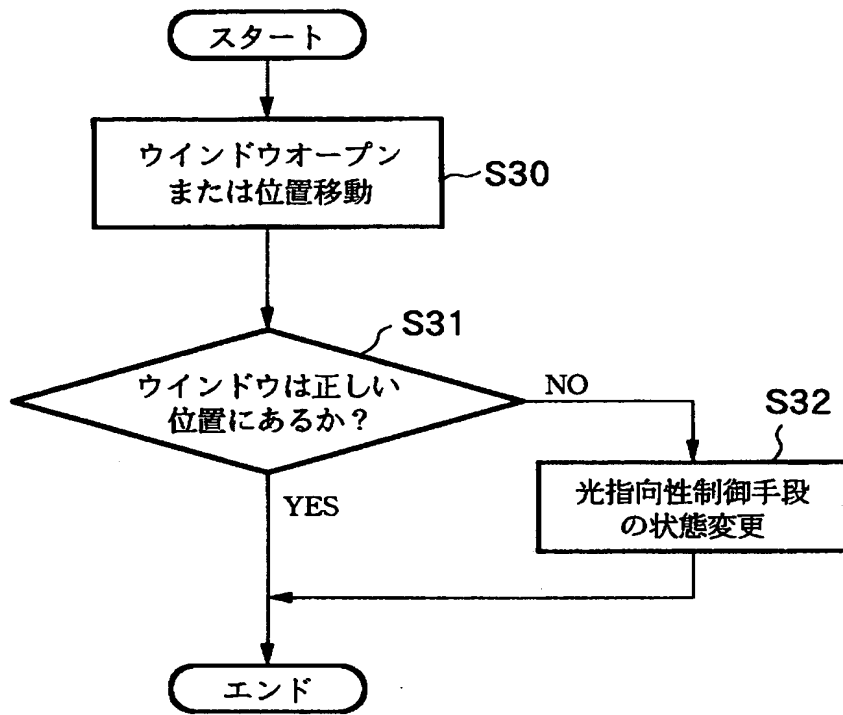 スタート
ウインドウオープン
または位置移動
S30
S31
ウインドウは正しい
位置にあるか?
NO
S32
YES
光指向性制御手段
の状態変更
エンド